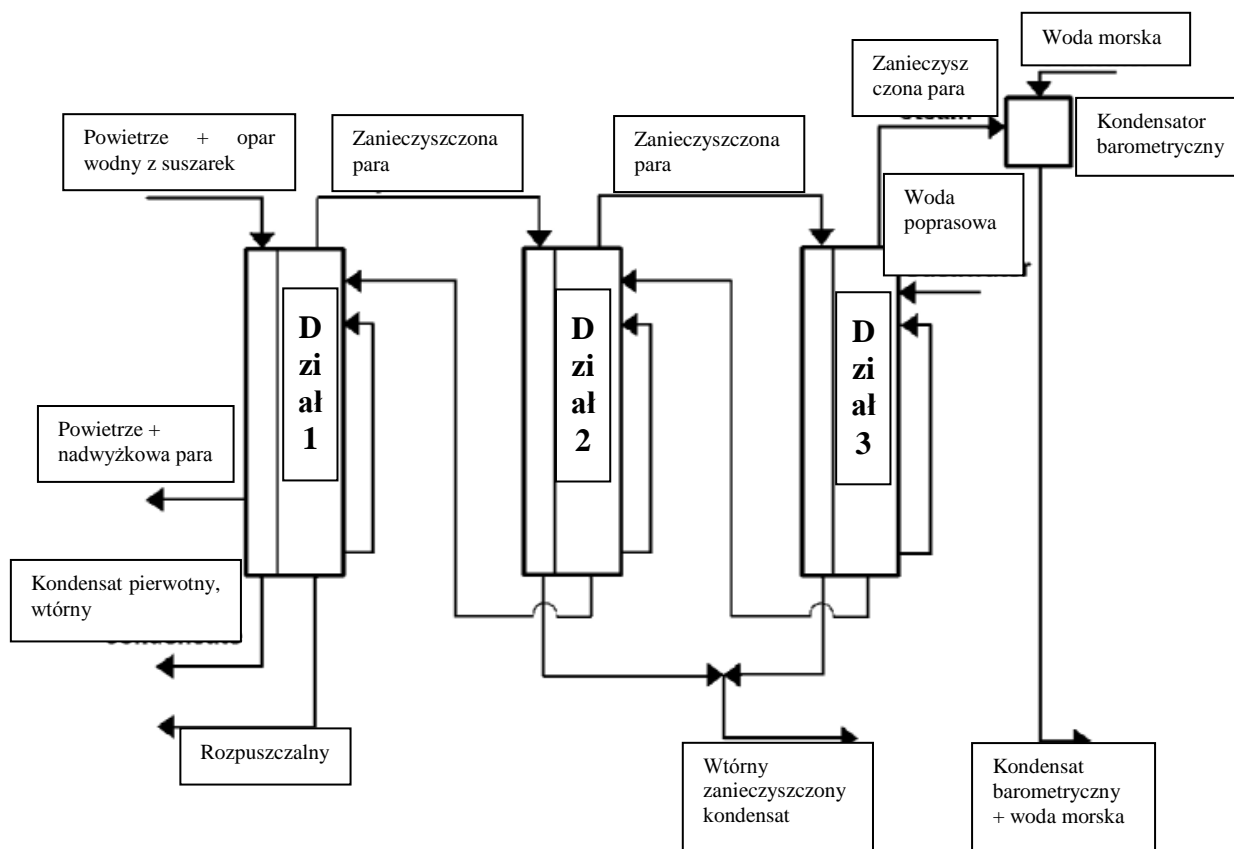 Woda morska
Zanieczysz
czona para
Kondensator
barometryczny
Powietrze + opar
wodny z suszarek
Zanieczyszczona
para
Zanieczyszczona
para
Woda
poprasowa
D
zi
ał
1
D
zi
ał
2
D
zi
ał
3
Powietrze +
nadwyżkowa para
Kondensat pierwotny,
wtórny
Rozpuszczalny
Wtórny
zanieczyszczony
kondensat
Kondensat
barometryczny
+ woda morska